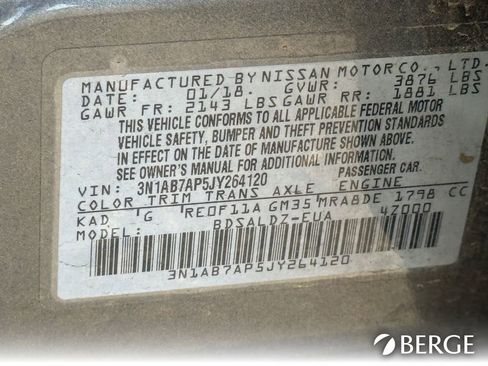 MANUFACTURED BY NISSAN MOTOR CO., LTD.
DATE: 01/18. GVWR: 3876 LBS
GAWR FR: 2143 LBS GAWR RR: 1881 LBS
THIS VEHICLE CONFORMS TO ALL APPLICABLE FEDERAL MOTOR
VEHICLE SAFETY, BUMPER AND THEFT PREVENTION STANDARDS
IN EFFECT ON THE DATE OF MANUFACTURE SHOWN ABOVE.
SEE OWNER'S MANUAL FOR ADDITIONAL INFORMATION.
VIN: 3N1AB7AP5JY264120 PASSENGER CAR.
COLOR TRIM TRANS AXLE ENGINE
KAD G RE0F11A GM35 MRA8DE 1798 CC
BDSALDZ-EUA 4Z000
3N1AB7AP5JY264120
BERGE